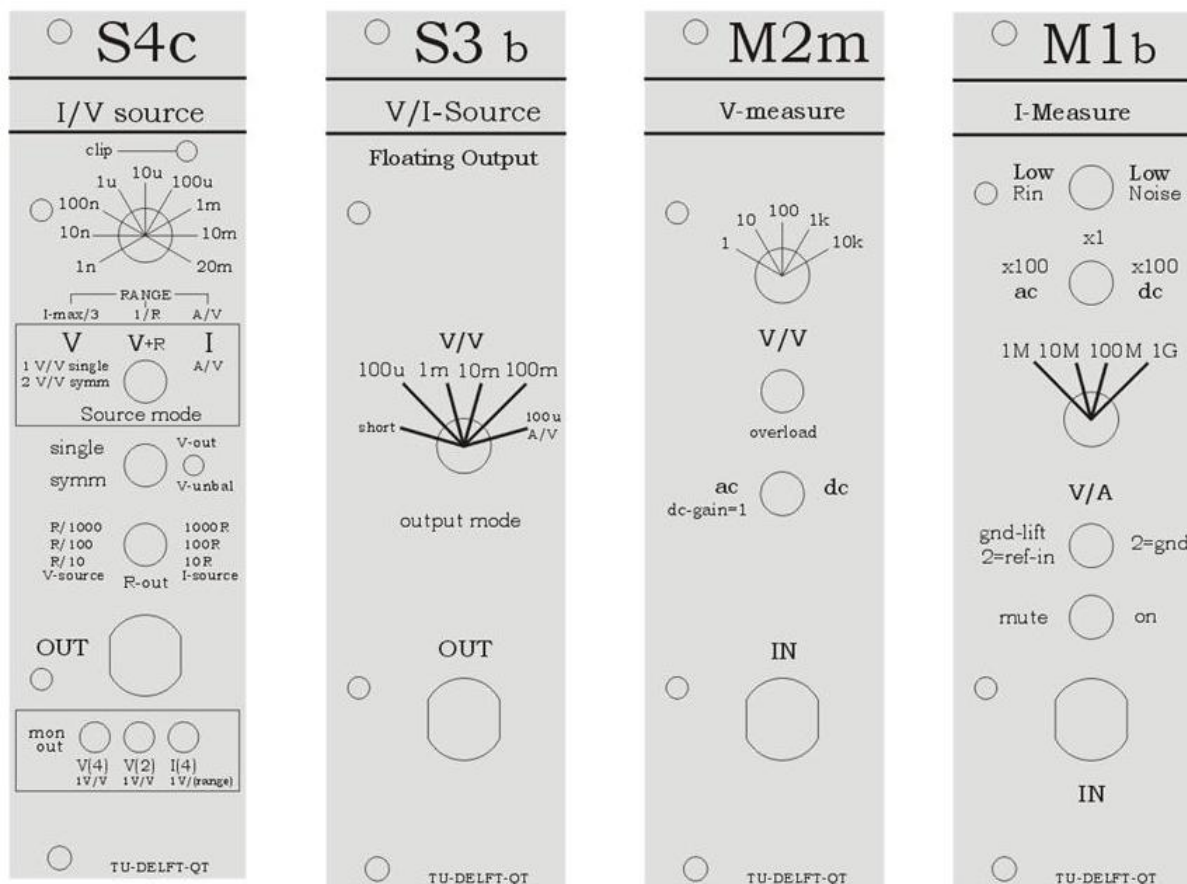 S4c
I/V source
clip
10u
1u 100u
100n 1m
10n 10m
1n 20m
RANGE
I-max/3 1/R A/V
V V+R I
1 V/V single A/V
2 V/V symm
Source mode
single V-out
symm V-unbal
R/1000 1000R
R/100 100R
R/10 10R
V-source R-out I-source
OUT
mon
out
V(4) V(2) I(4)
1V/V 1V/V 1V/(range)
TU-DELFT-QT
S3 b
V/I-Source
Floating Output
V/V
100u 1m 10m 100m
short 100u
A/V
output mode
OUT
TU-DELFT-QT
M2m
V-measure
10 100 1k
1 10k
V/V
overload
ac dc
dc-gain=1
IN
TU-DELFT-QT
M1b
I-Measure
Low Low
Rin Noise
x1
x100 x100
ac dc
1M 10M 100M 1G
V/A
gnd-lift 2=gnd
2=ref-in
mute on
IN
TU-DELFT-QT